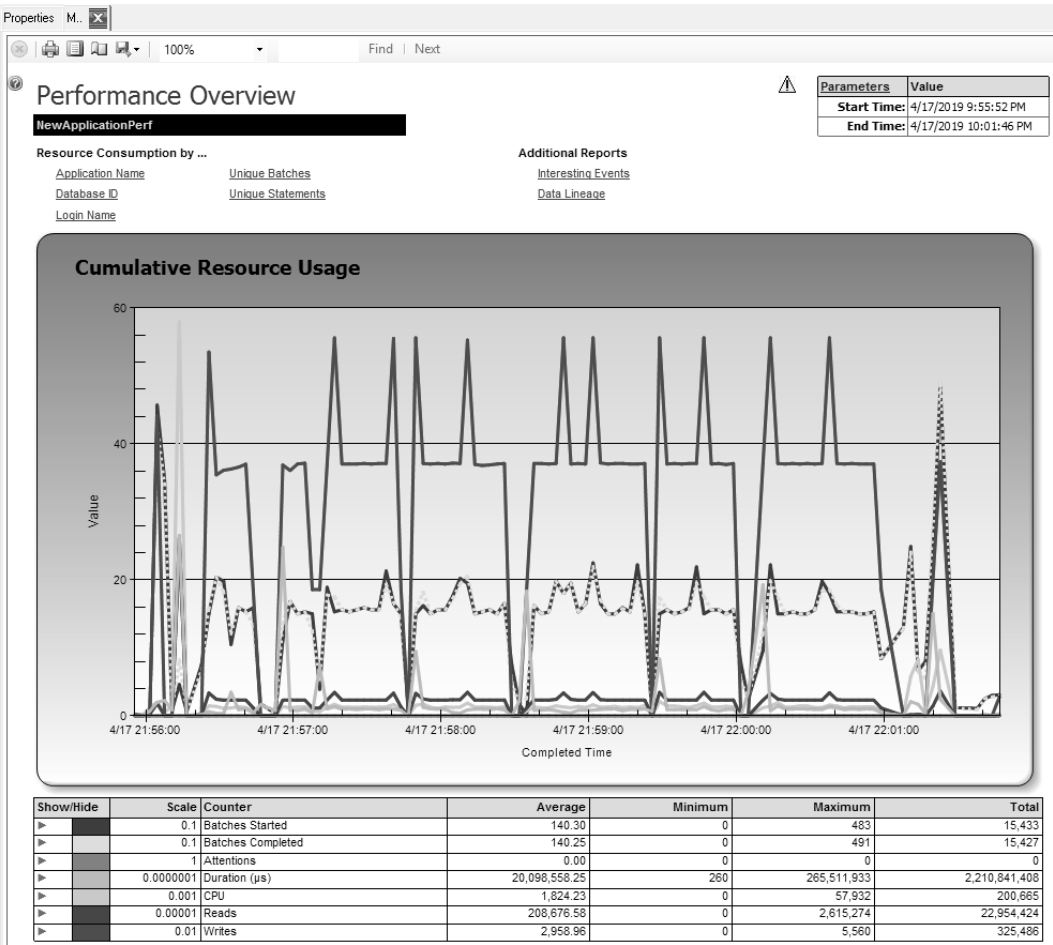 Properties M..
100% Find | Next
Performance Overview
NewApplicationPerf
Parameters Value
Start Time: 4/17/2019 9:55:52 PM
End Time: 4/17/2019 10:01:46 PM
Resource Consumption by ...
Application Name Unique Batches
Database ID Unique Statements
Login Name
Additional Reports
Interesting Events
Data Lineage
Cumulative Resource Usage
60
40
20
0
Value
4/17 21:56:00 4/17 21:57:00 4/17 21:58:00 4/17 21:59:00 4/17 22:00:00 4/17 22:01:00
Completed Time
Show/Hide Scale Counter Average Minimum Maximum Total
0.1 Batches Started 140.30 0 483 15,433
0.1 Batches Completed 140.25 0 491 15,427
1 Attentions 0.00 0 0 0
0.0000001 Duration (µs) 20,098,558.25 260 265,511,933 2,210,841,408
0.001 CPU 1,824.23 0 57,932 200,665
0.00001 Reads 208,676.58 0 2,615,274 22,954,424
0.01 Writes 2,958.96 0 5,560 325,486